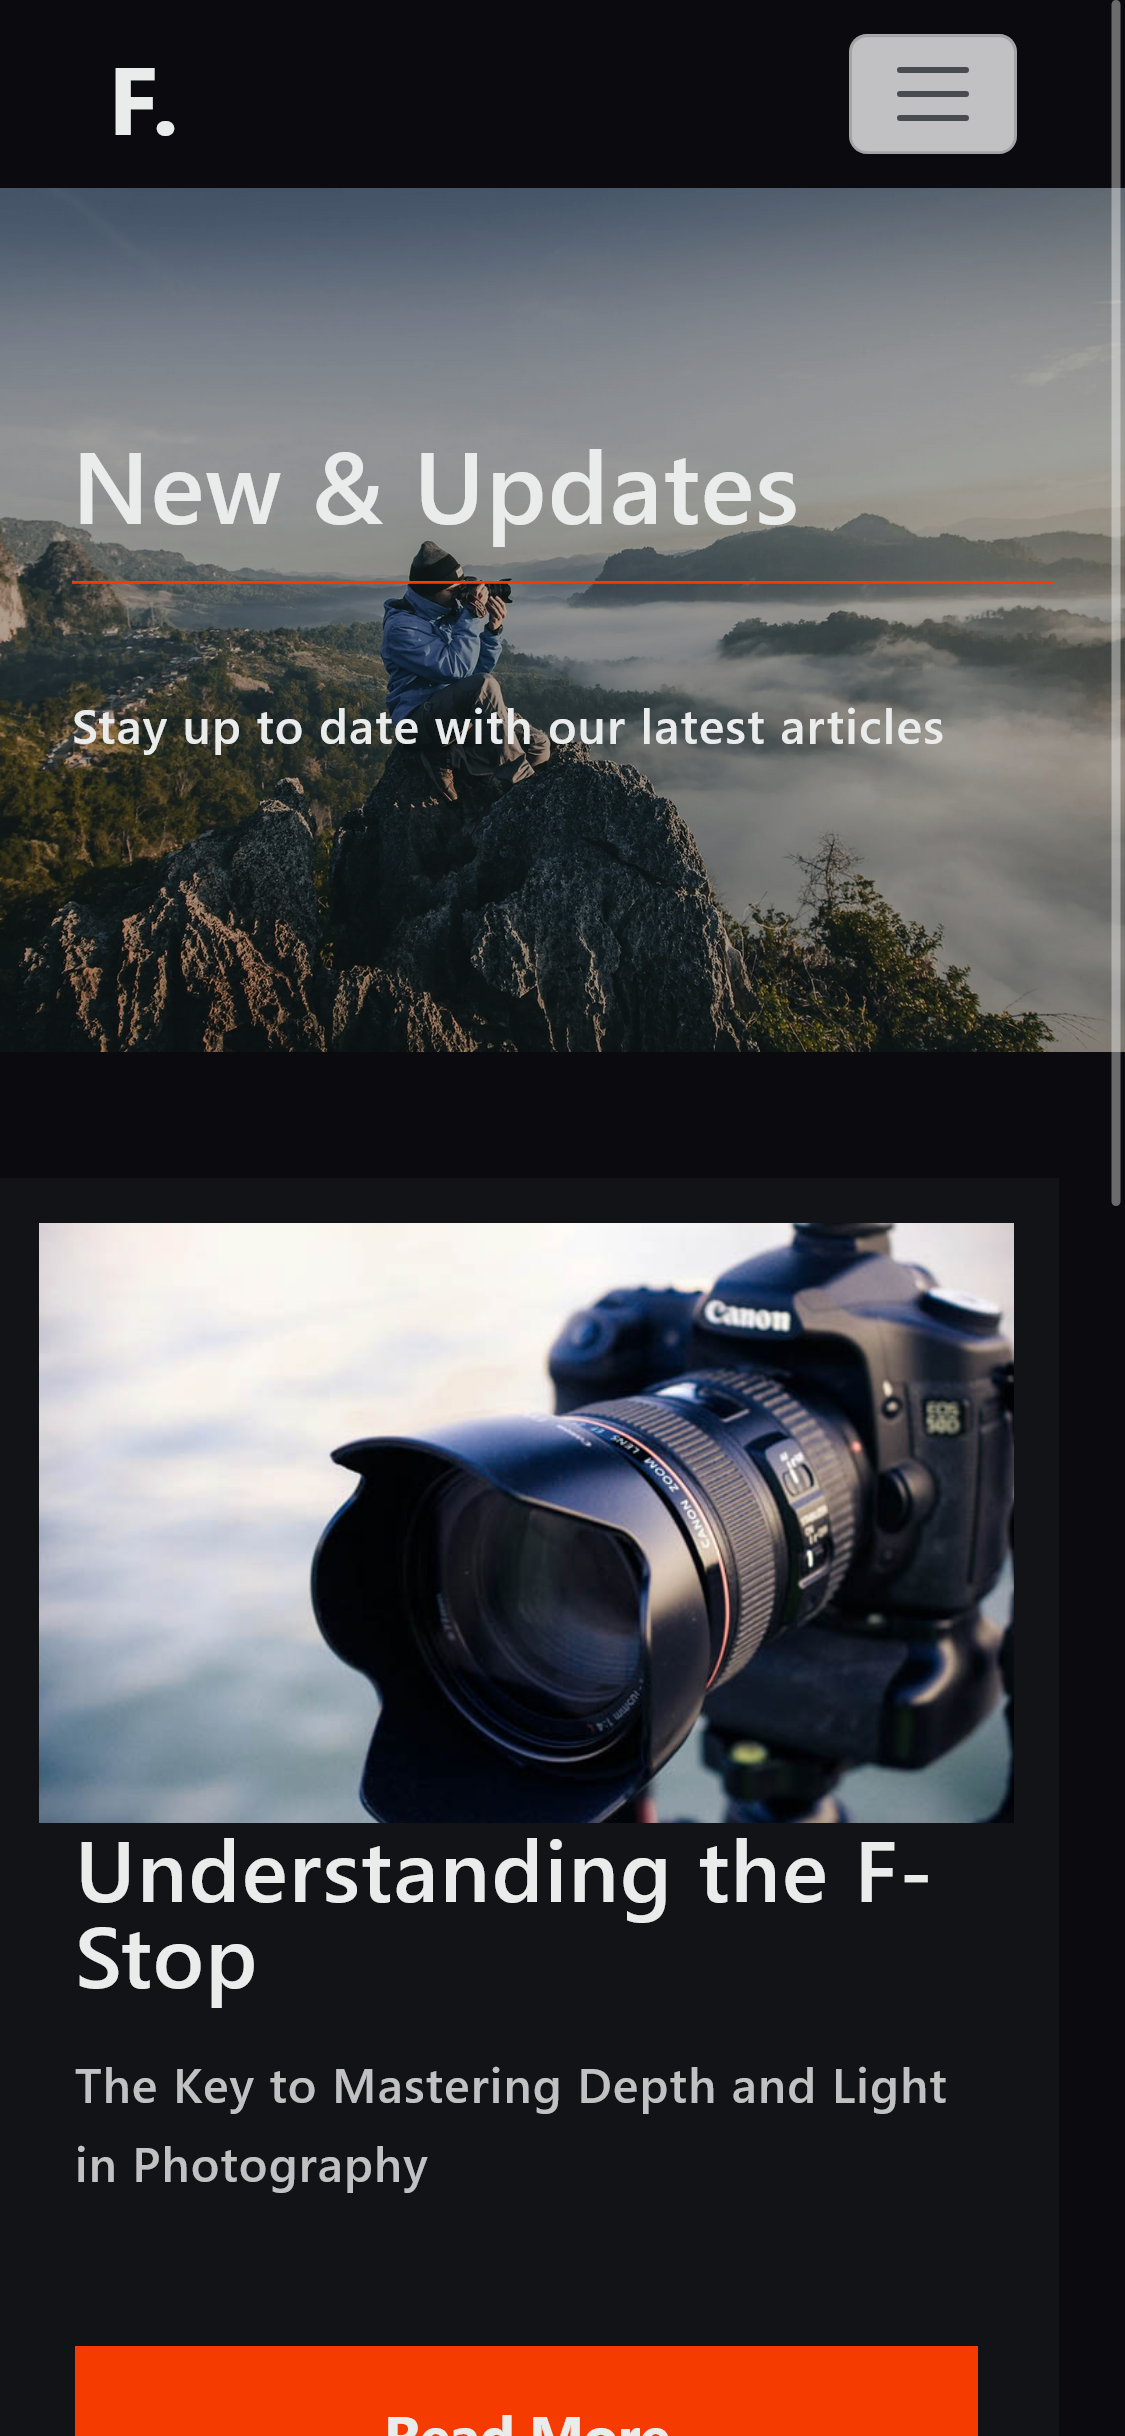 F.
New & Updates
Stay up to date with our latest articles
Canon
EOS
50D
CANON ZOOM LENS
Understanding the F-
Stop
The Key to Mastering Depth and Light
in Photography
Read More